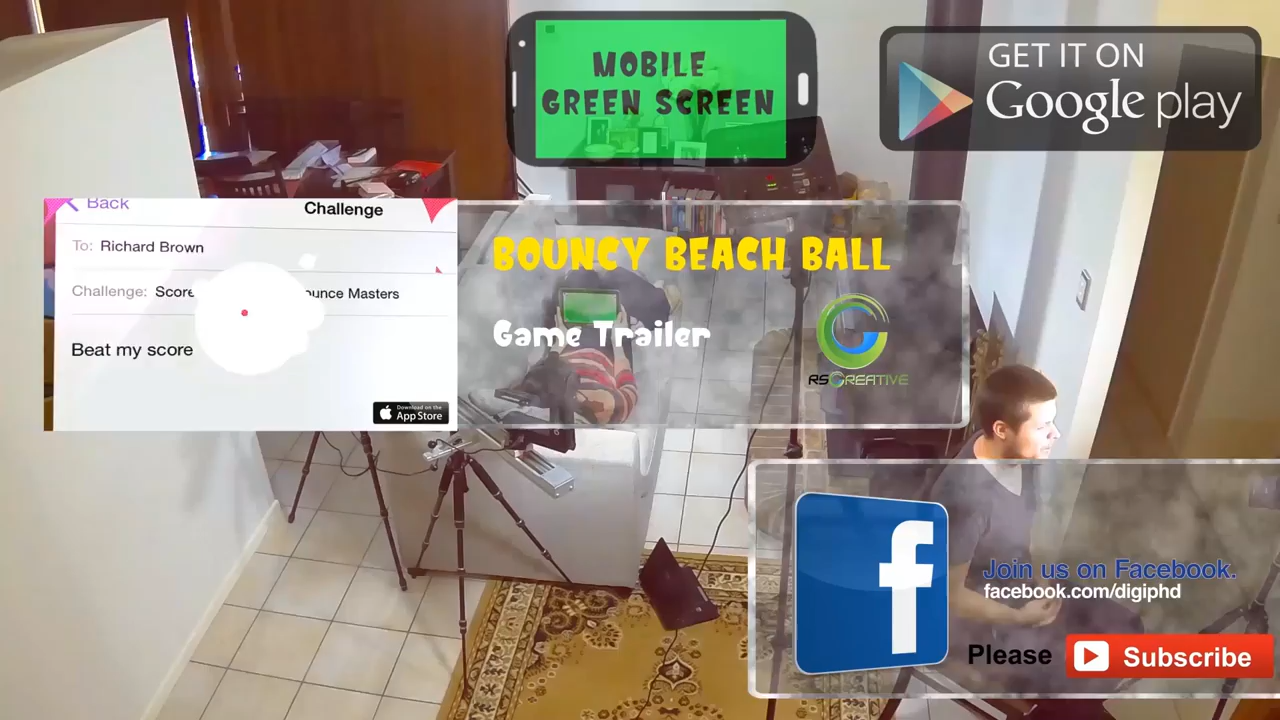 MOBILE
GREEN SCREEN
GET IT ON
Google play
Back
Challenge
To: Richard Brown
Challenge: Score
ounce Masters
Beat my score
Download on the
App Store
BOUNCY BEACH BALL
Game Trailer
RSCREATIVE
Join us on Facebook.
facebook.com/digiphd
Please
Subscribe